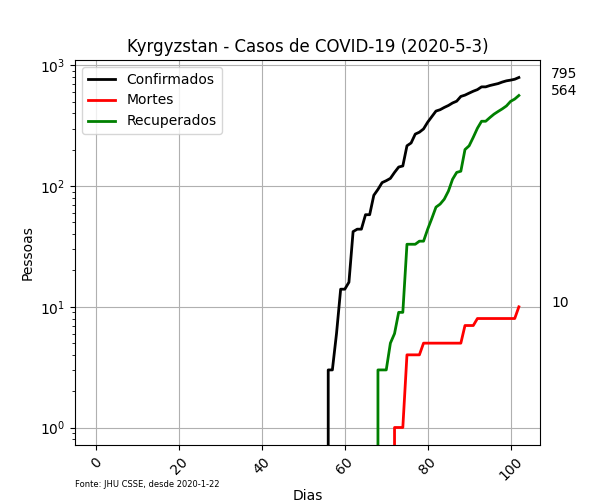 Kyrgyzstan - Casos de COVID-19 (2020-5-3)
Confirmados
Mortes
Recuperados
795
564
10
10³
10²
10¹
10⁰
Pessoas
0 20 40 60 80 100
Fonte: JHU CSSE, desde 2020-1-22
Dias